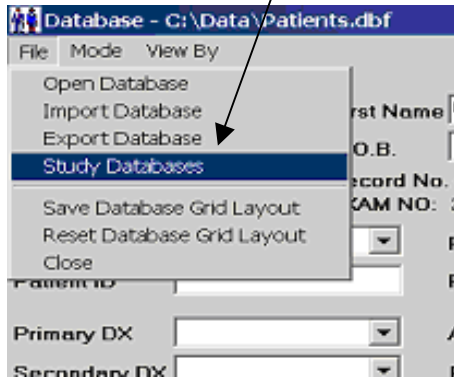 Database - C:\Data\Patients.dbf
File Mode View By
Open Database
Import Database
rst Name
Export Database
O.B.
Study Databases
ecord No.
Save Database Grid Layout
XAM NO:
Reset Database Grid Layout
Close
Patient ID
Primary DX
Secondary DX